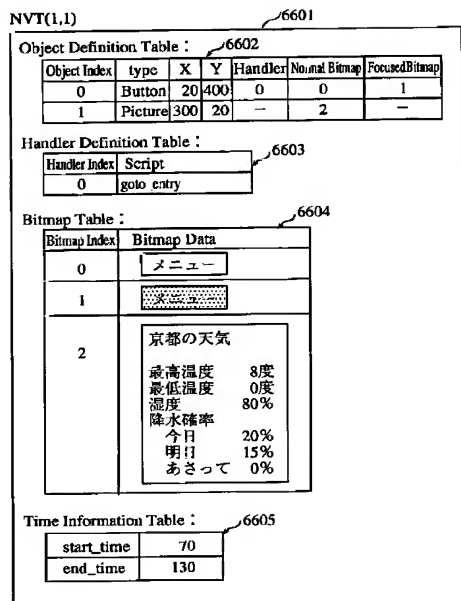 NVT(1,1) 6601
Object Definition Table : 6602
Object Index type X Y Handler Normal Bitmap FocusedBitmap
0 Button 20 400 0 0 1
1 Picture 300 20 － 2 －
Handler Definition Table : 6603
Handler Index Script
0 goto_entry
Bitmap Table : 6604
Bitmap Index Bitmap Data
0 メニュー
1 メニュー
2 京都の天気
最高温度 8度
最低温度 0度
湿度 80%
降水確率
今日 20%
明日 15%
あさって 0%
Time Information Table : 6605
start_time 70
end_time 130